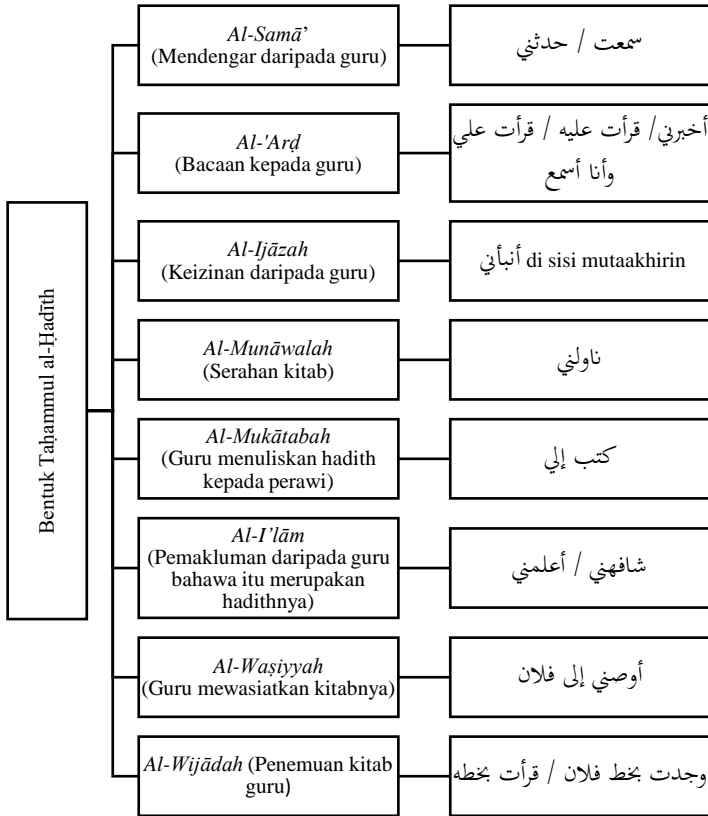 Bentuk Taḥammul al-Ḥadīth
Al-Samā’
(Mendengar daripada guru)
سمعت / حدثني
Al-'Arḍ
(Bacaan kepada guru)
أخبرني/ قرأت عليه / قرأت علي
وأنا أسمع
Al-Ijāzah
(Keizinan daripada guru)
أنبأني di sisi mutaakhirin
Al-Munāwalah
(Serahan kitab)
ناولني
Al-Mukātabah
(Guru menuliskan hadith
kepada perawi)
كتب إلي
Al-I’lām
(Pemakluman daripada guru
bahawa itu merupakan
hadithnya)
شافهني / أعلمني
Al-Waṣiyyah
(Guru mewasiatkan kitabnya)
أوصني إلى فلان
Al-Wijādah (Penemuan kitab
guru)
وجدت بخط فلان / قرأت بخطه